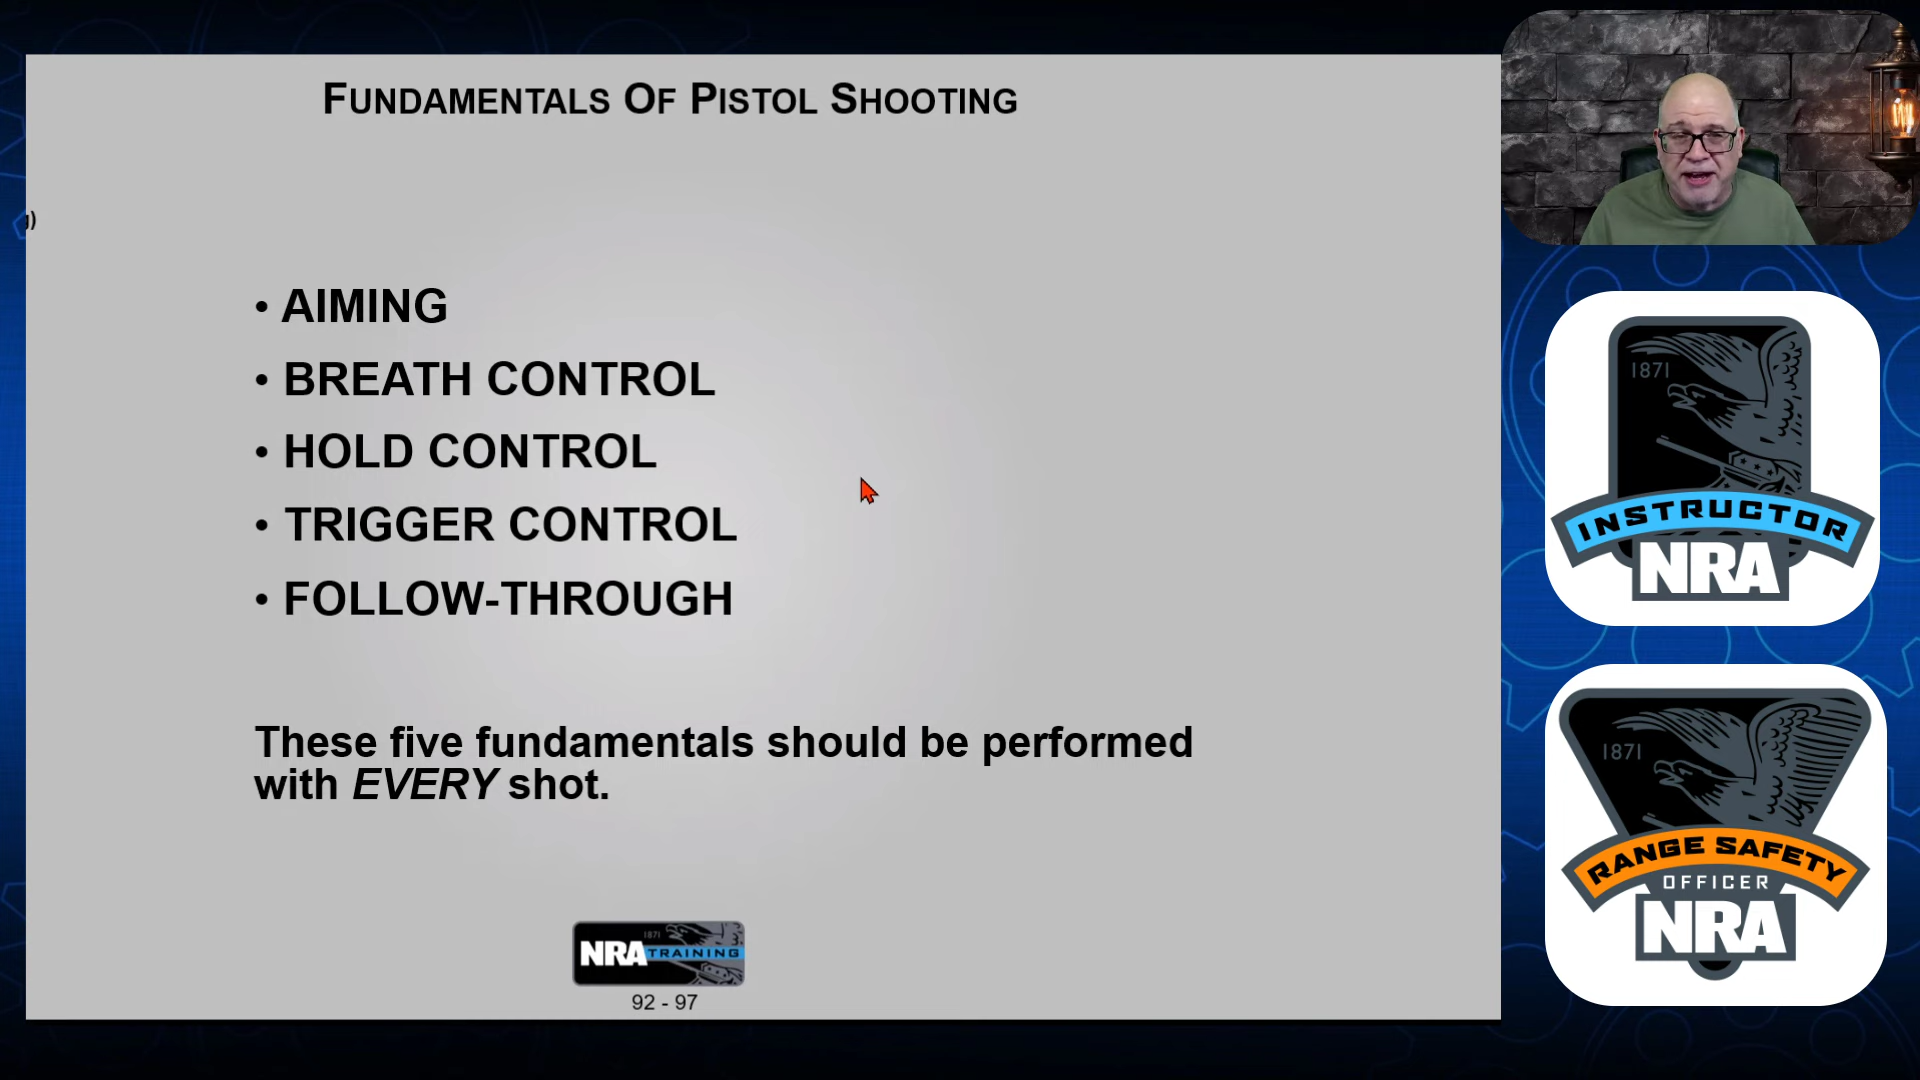 FUNDAMENTALS OF PISTOL SHOOTING
g)
• AIMING
• BREATH CONTROL
• HOLD CONTROL
• TRIGGER CONTROL
• FOLLOW-THROUGH
These five fundamentals should be performed
with EVERY shot.
1871
NRA TRAINING
92 - 97
1871
INSTRUCTOR
NRA
1871
RANGE SAFETY
OFFICER
NRA